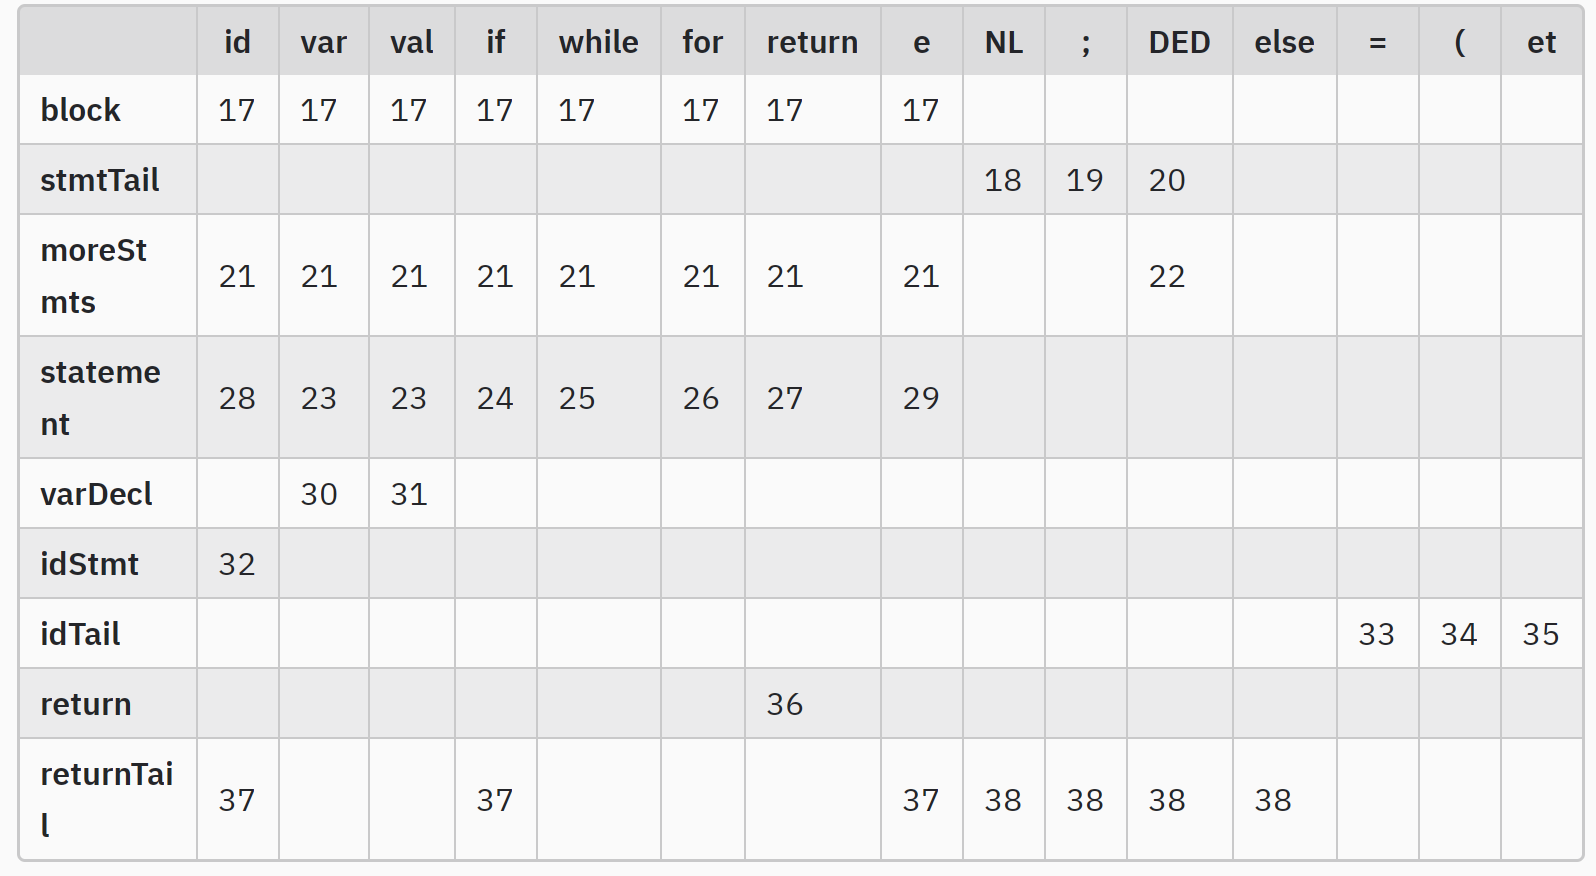 id var val if while for return e NL ; DED else = ( et
block 17 17 17 17 17 17 17 17
stmtTail 18 19 20
moreSt
mts 21 21 21 21 21 21 21 21 22
stateme
nt 28 23 23 24 25 26 27 29
varDecl 30 31
idStmt 32
idTail 33 34 35
return 36
returnTai
l 37 37 37 38 38 38 38